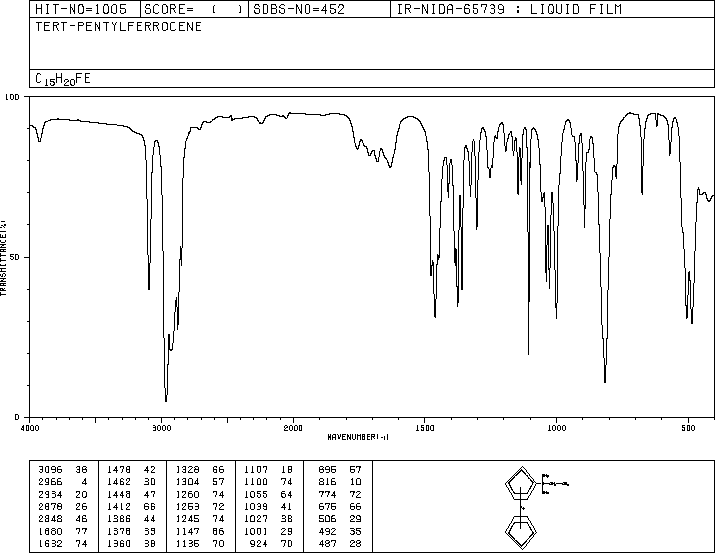 HIT-NO=1005 SCORE= ( ) SDBS-NO=452 IR-NIDA-65739 : LIQUID FILM
TERT-PENTYLFERROCENE
C15H20FE
100
50
0
TRANSMITTANCE(%)
4000 3000 2000 1500 1000 500
WAVENUMBER(-1)
3096 38 1478 42 1328 66 1107 18 895 57
2966 4 1462 30 1304 57 1100 74 816 10
2934 20 1448 47 1260 74 1055 64 774 72
2878 26 1412 66 1253 72 1039 41 675 66
2848 46 1386 44 1245 74 1027 38 506 29
1680 77 1378 39 1147 86 1001 29 492 35
1632 74 1360 38 1135 70 924 70 487 28